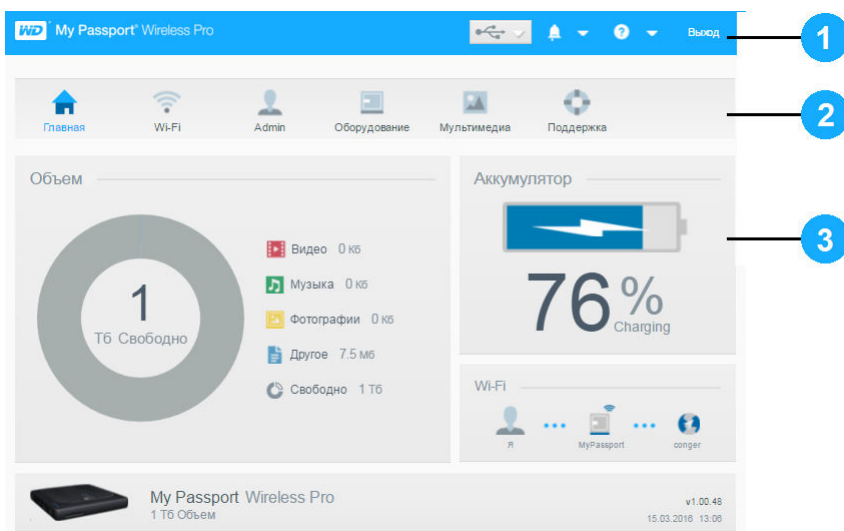 WD My Passport® Wireless Pro
Выход
1
Главная
Wi-Fi
Admin
Оборудование
Мультимедиа
Поддержка
2
Объем
1
Тб Свободно
Видео 0 кб
Музыка 0 кб
Фотографии 0 кб
Другое 7.5 мб
Свободно 1 Тб
Аккумулятор
76 %
Charging
3
Wi-Fi
Я
MyPassport
conger
My Passport Wireless Pro
1 Тб Объем
v1.00.48
15.03.2016 13:06